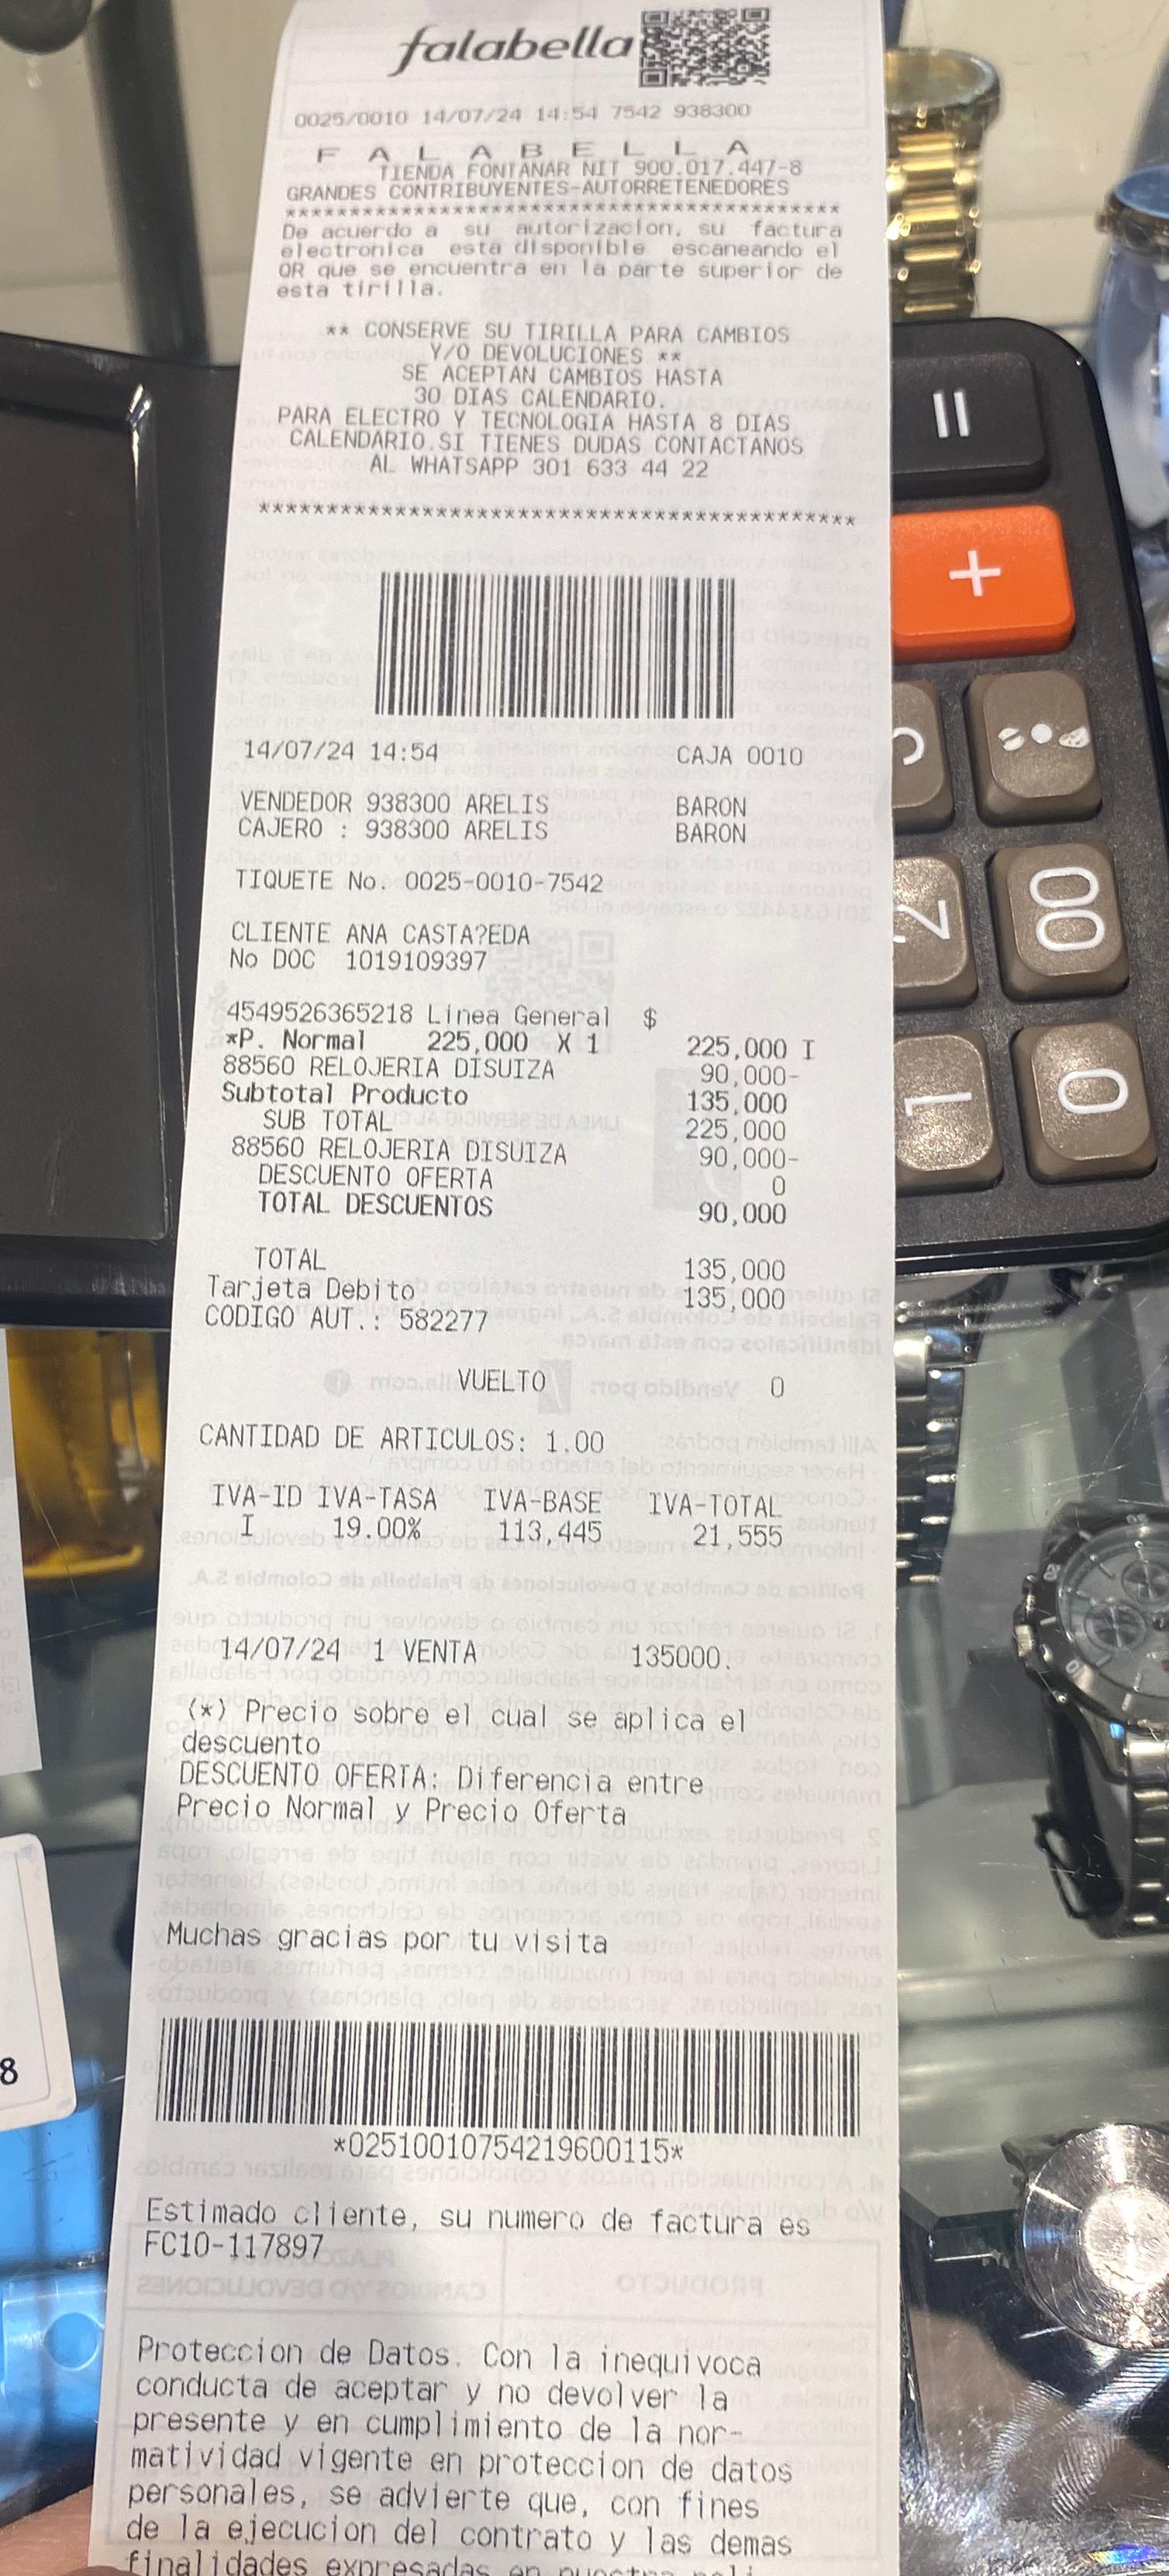 falabella
0025/0010 14/07/24 14:54 7542 938300
F A L A B E L L A
TIENDA FONTANAR NIT 900.017.447-8
GRANDES CONTRIBUYENTES-AUTORRETENEDORES
*****************************************
De acuerdo a su autorizacion, su factura
electronica esta disponible escaneando el
QR que se encuentra en la parte superior de
esta tirilla.
** CONSERVE SU TIRILLA PARA CAMBIOS
Y/O DEVOLUCIONES **
SE ACEPTAN CAMBIOS HASTA
30 DIAS CALENDARIO.
PARA ELECTRO Y TECNOLOGIA HASTA 8 DIAS
CALENDARIO.SI TIENES DUDAS CONTACTANOS
AL WHATSAPP 301 633 44 22
********************************************
14/07/24 14:54 CAJA 0010
VENDEDOR 938300 ARELIS BARON
CAJERO : 938300 ARELIS BARON
TIQUETE No. 0025-0010-7542
CLIENTE ANA CASTA?EDA
No DOC 1019109397
4549526365218 Linea General $
*P. Normal 225,000 X 1 225,000 I
88560 RELOJERIA DISUIZA 90,000-
Subtotal Producto 135,000
SUB TOTAL 225,000
88560 RELOJERIA DISUIZA 90,000-
DESCUENTO OFERTA 0
TOTAL DESCUENTOS 90,000
TOTAL 135,000
Tarjeta Debito 135,000
CODIGO AUT.: 582277
VUELTO 0
CANTIDAD DE ARTICULOS: 1.00
IVA-ID IVA-TASA IVA-BASE IVA-TOTAL
I 19.00% 113,445 21,555
14/07/24 1 VENTA 135000.
(*) Precio sobre el cual se aplica el
descuento
DESCUENTO OFERTA: Diferencia entre
Precio Normal y Precio Oferta
Muchas gracias por tu visita
*02510010754219600115*
Estimado cliente, su numero de factura es
FC10-117897
Proteccion de Datos. Con la inequivoca
conducta de aceptar y no devolver la
presente y en cumplimiento de la nor-
matividad vigente en proteccion de datos
personales, se advierte que, con fines
de la ejecucion del contrato y las demas
finalidades expresadas en nuestra poli
=
+
00
2
1
0
8